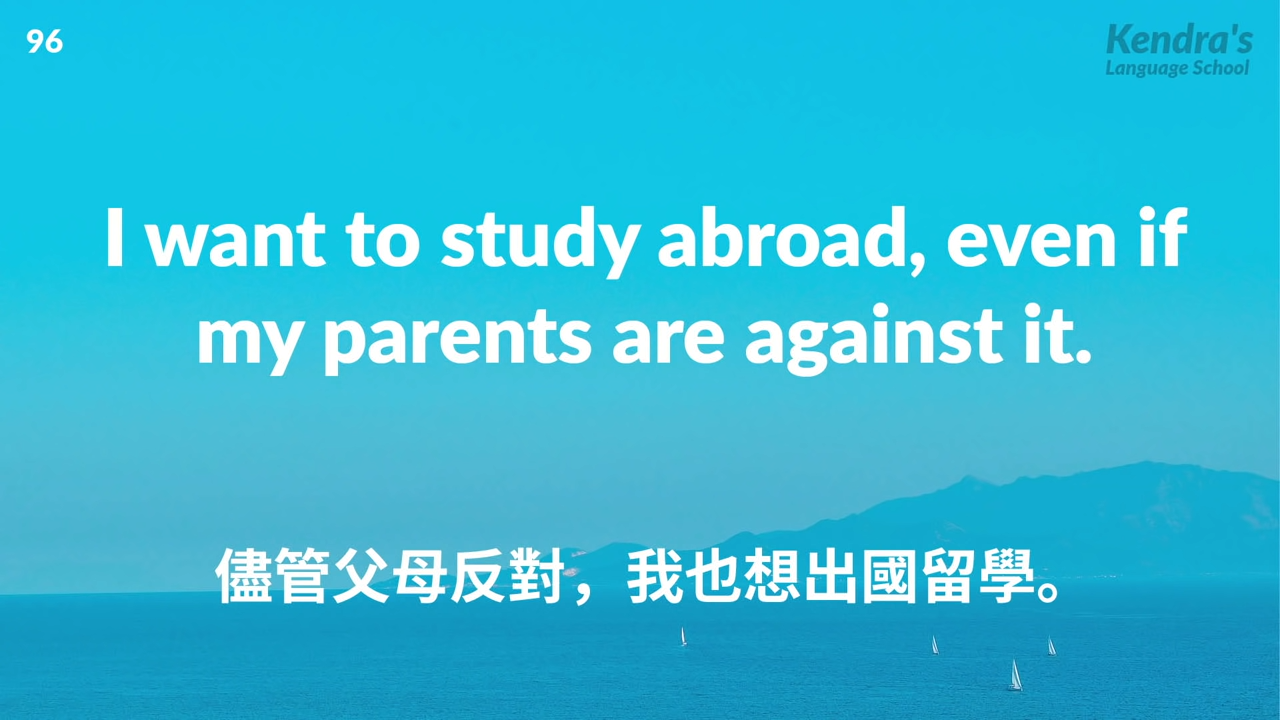 96
Kendra's
Language School
I want to study abroad, even if
my parents are against it.
儘管父母反對，我也想出國留學。